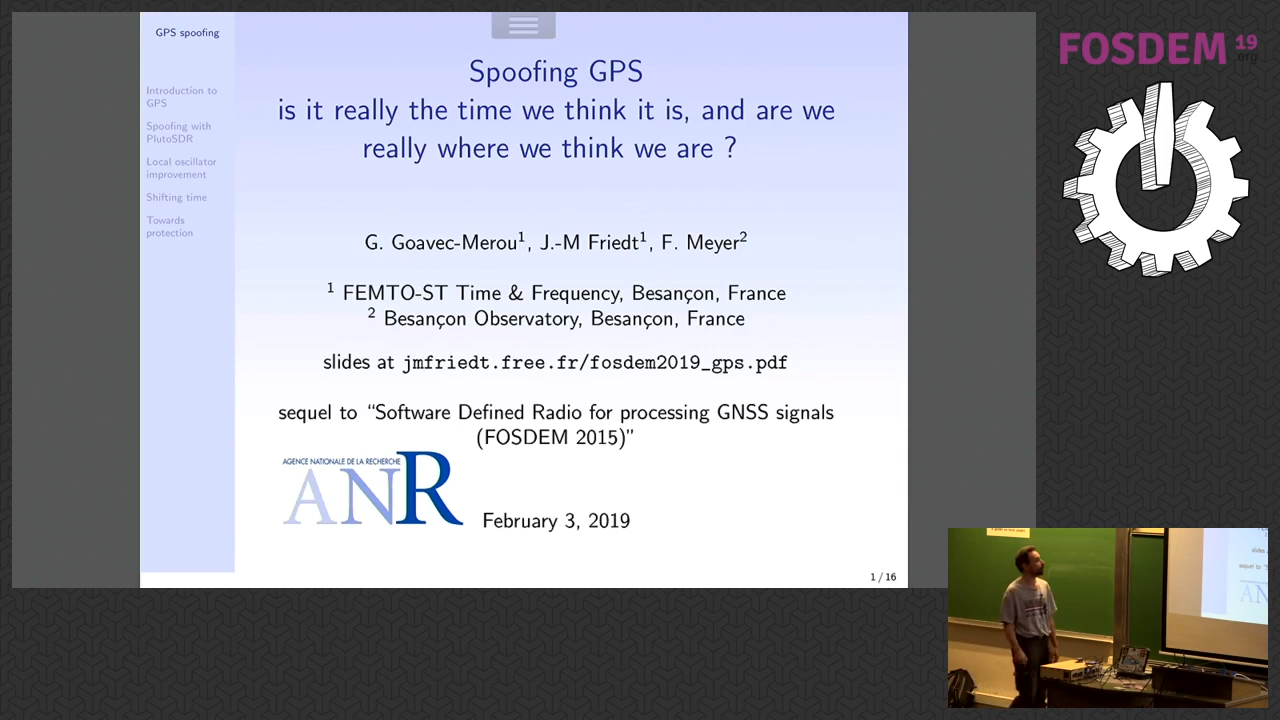 GPS spoofing
Introduction to
GPS
Spoofing with
PlutoSDR
Local oscillator
improvement
Shifting time
Towards
protection
Spoofing GPS
is it really the time we think it is, and are we
really where we think we are ?
G. Goavec-Merou1, J.-M Friedt1, F. Meyer2
1 FEMTO-ST Time & Frequency, Besançon, France
2 Besançon Observatory, Besançon, France
slides at jmfriedt.free.fr/fosdem2019_gps.pdf
sequel to “Software Defined Radio for processing GNSS signals
(FOSDEM 2015)”
AGENCE NATIONALE DE LA RECHERCHE
ANR
February 3, 2019
1 / 16
FOSDEM 19
.org